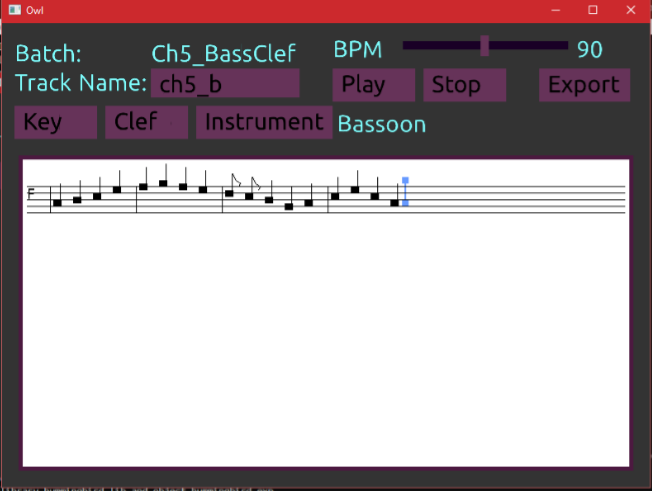 Owl
Batch: Ch5_BassClef BPM 90
Track Name: ch5_b Play Stop Export
Key Clef Instrument Bassoon
F